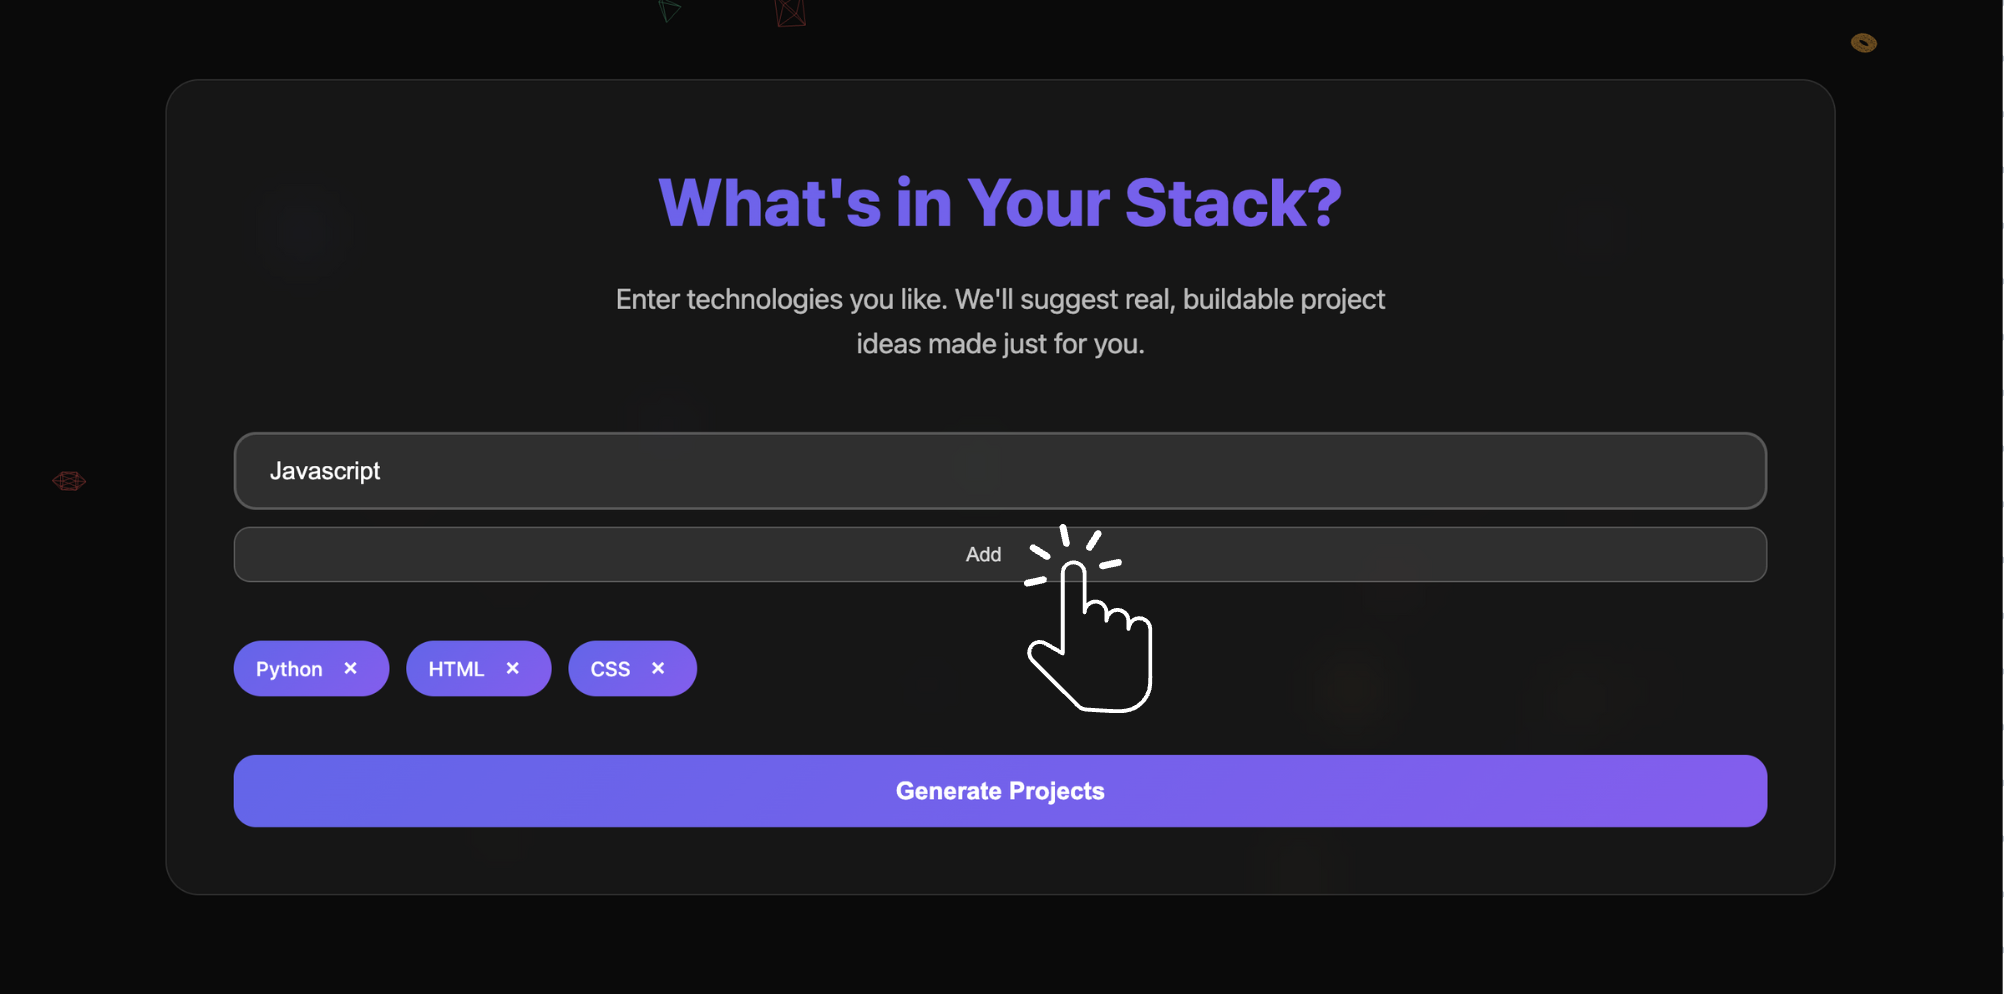 What's in Your Stack?
Enter technologies you like. We'll suggest real, buildable project
ideas made just for you.
Javascript
Add
Python × HTML × CSS ×
Generate Projects